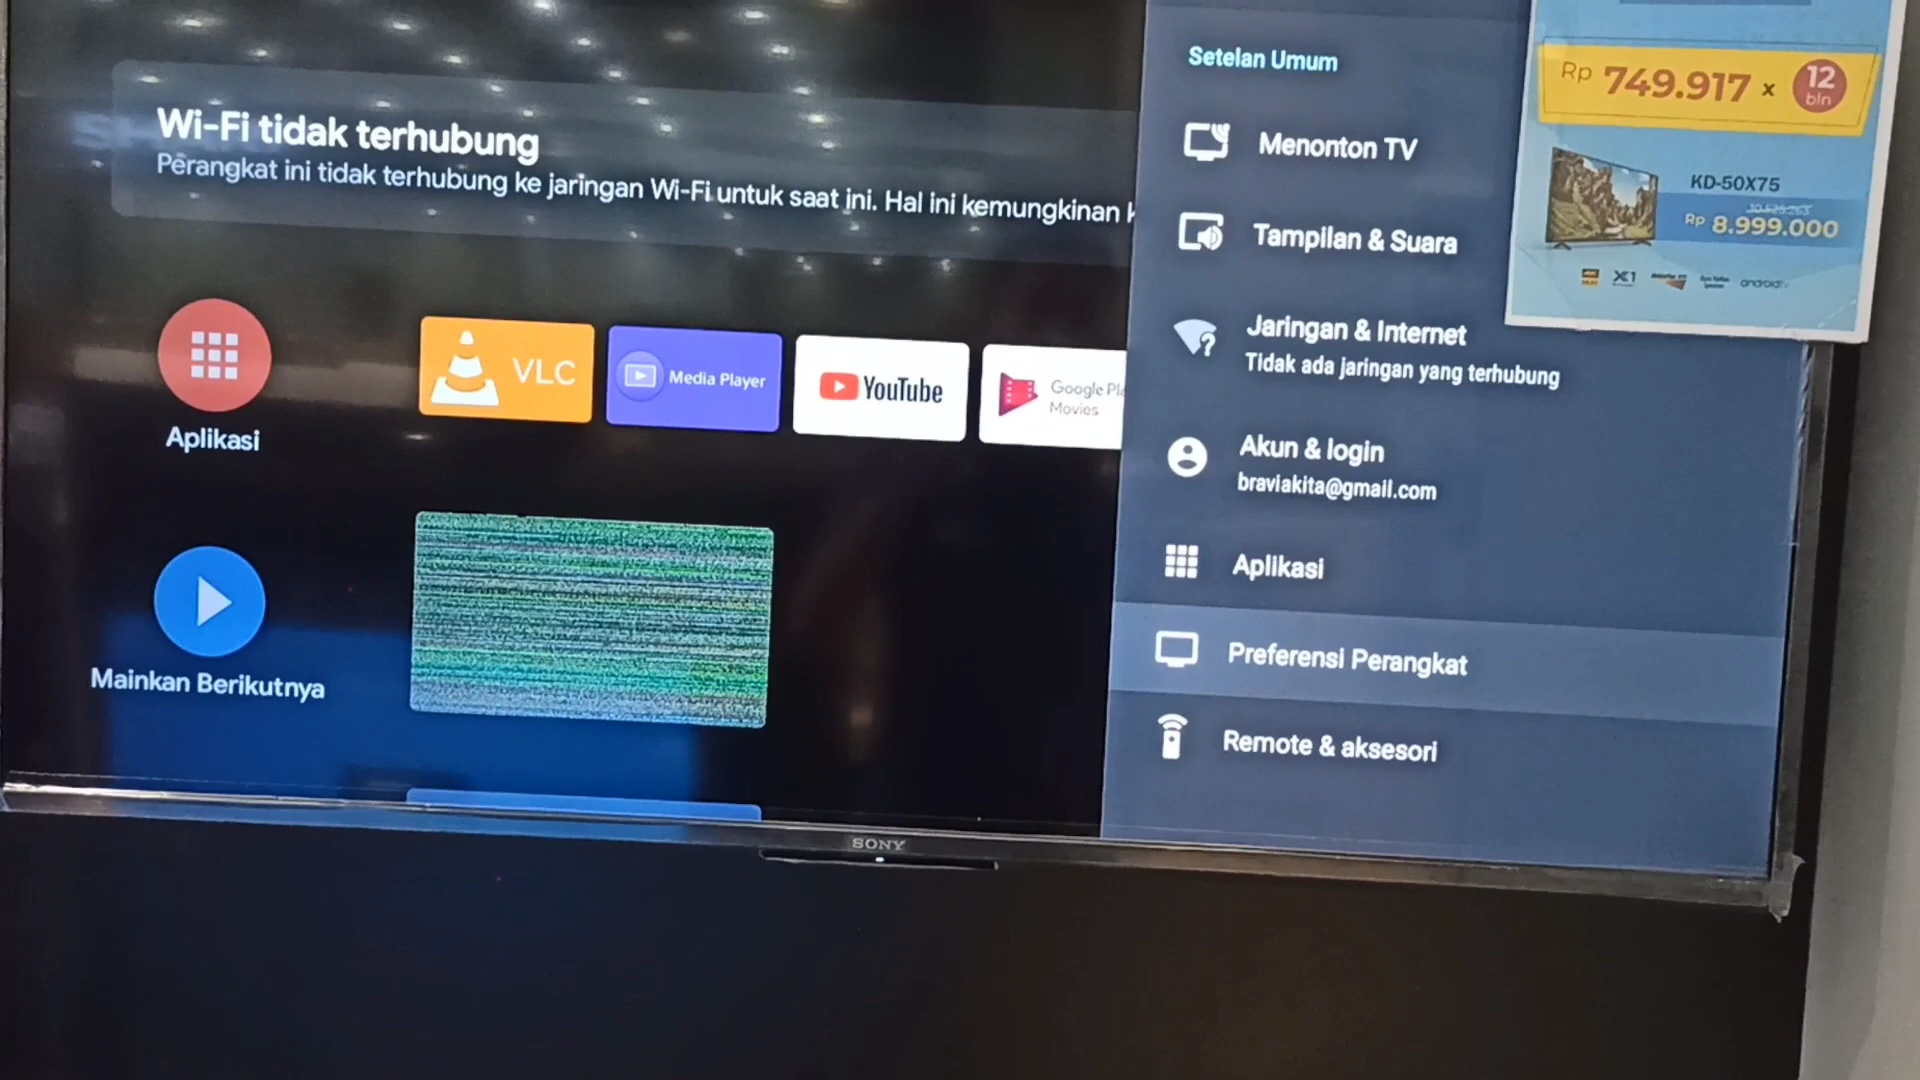 Wi-Fi tidak terhubung
Perangkat ini tidak terhubung ke jaringan Wi-Fi untuk saat ini. Hal ini kemungkinan
Aplikasi
VLC
Media Player
YouTube
Google Pl
Movies
Mainkan Berikutnya
Setelan Umum
Menonton TV
Tampilan & Suara
Jaringan & Internet
Tidak ada jaringan yang terhubung
Akun & login
braviakita@gmail.com
Aplikasi
Preferensi Perangkat
Remote & aksesori
Rp 749.917 x 12 bln
KD-50X75
Rp 8.999.000
4K
X1
androidtv
SONY